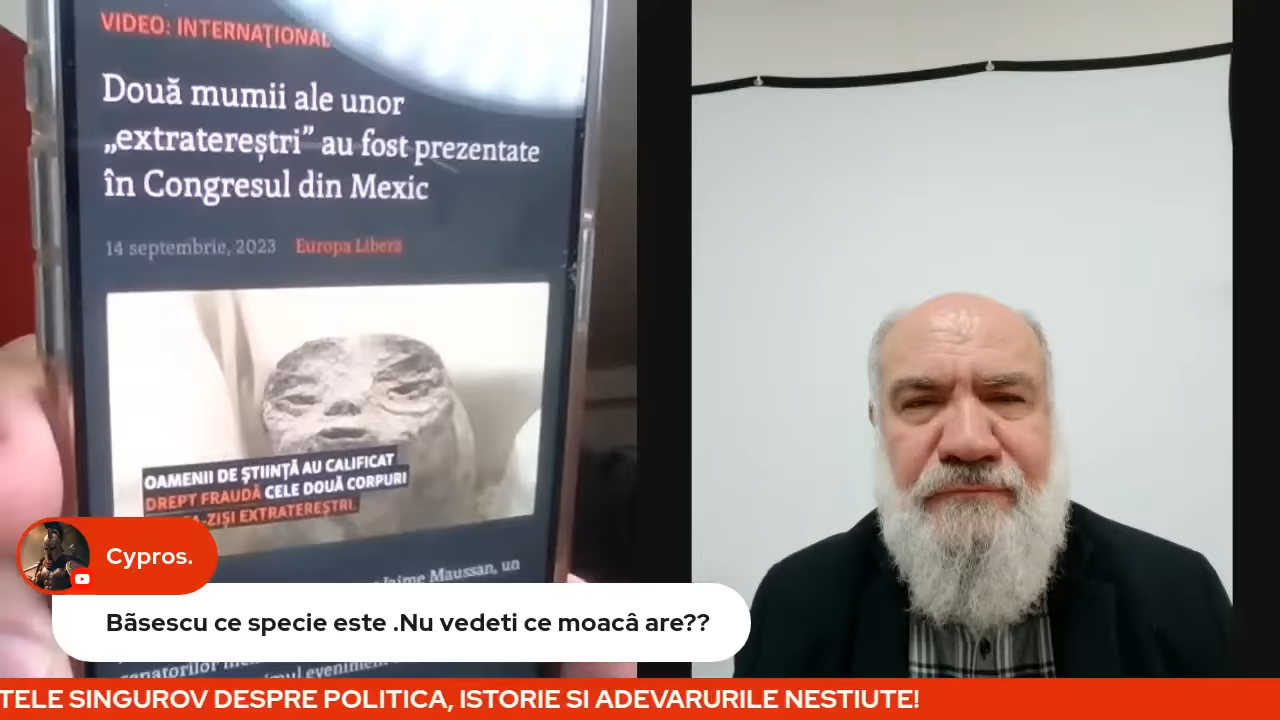 VIDEO: INTERNAȚIONAL
Două mumii ale unor
„extratereștri” au fost prezentate
în Congresul din Mexic
14 septembrie, 2023 Europa Liberă
OAMENII DE ȘTIINȚĂ AU CALIFICAT
DREPT FRAUDĂ CELE DOUĂ CORPURI
EXTRATEREȘTRI.
Jaime Maussan, un
Cypros.
Bãsescu ce specie este .Nu vedeti ce moacâ are??
TELE SINGUROV DESPRE POLITICA, ISTORIE SI ADEVARURILE NESTIUTE!